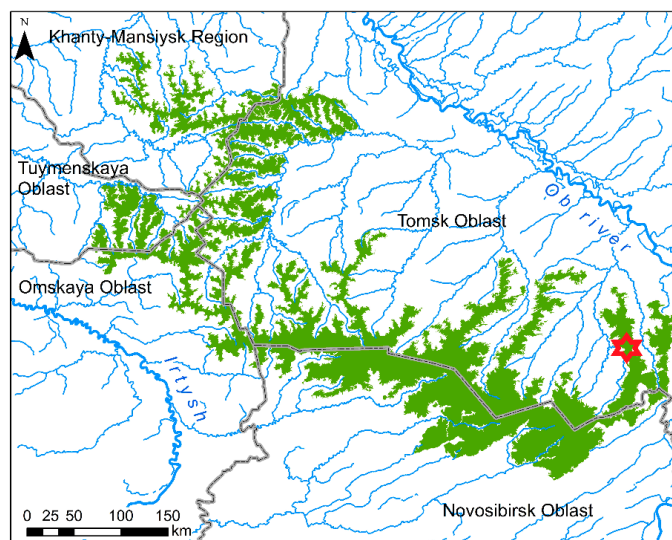 N
Khanty-Mansiysk Region
Tuymenskaya
Oblast
Ob river
Tomsk Oblast
Omskaya Oblast
Irtysh
Novosibirsk Oblast
0 25 50 100 150
km